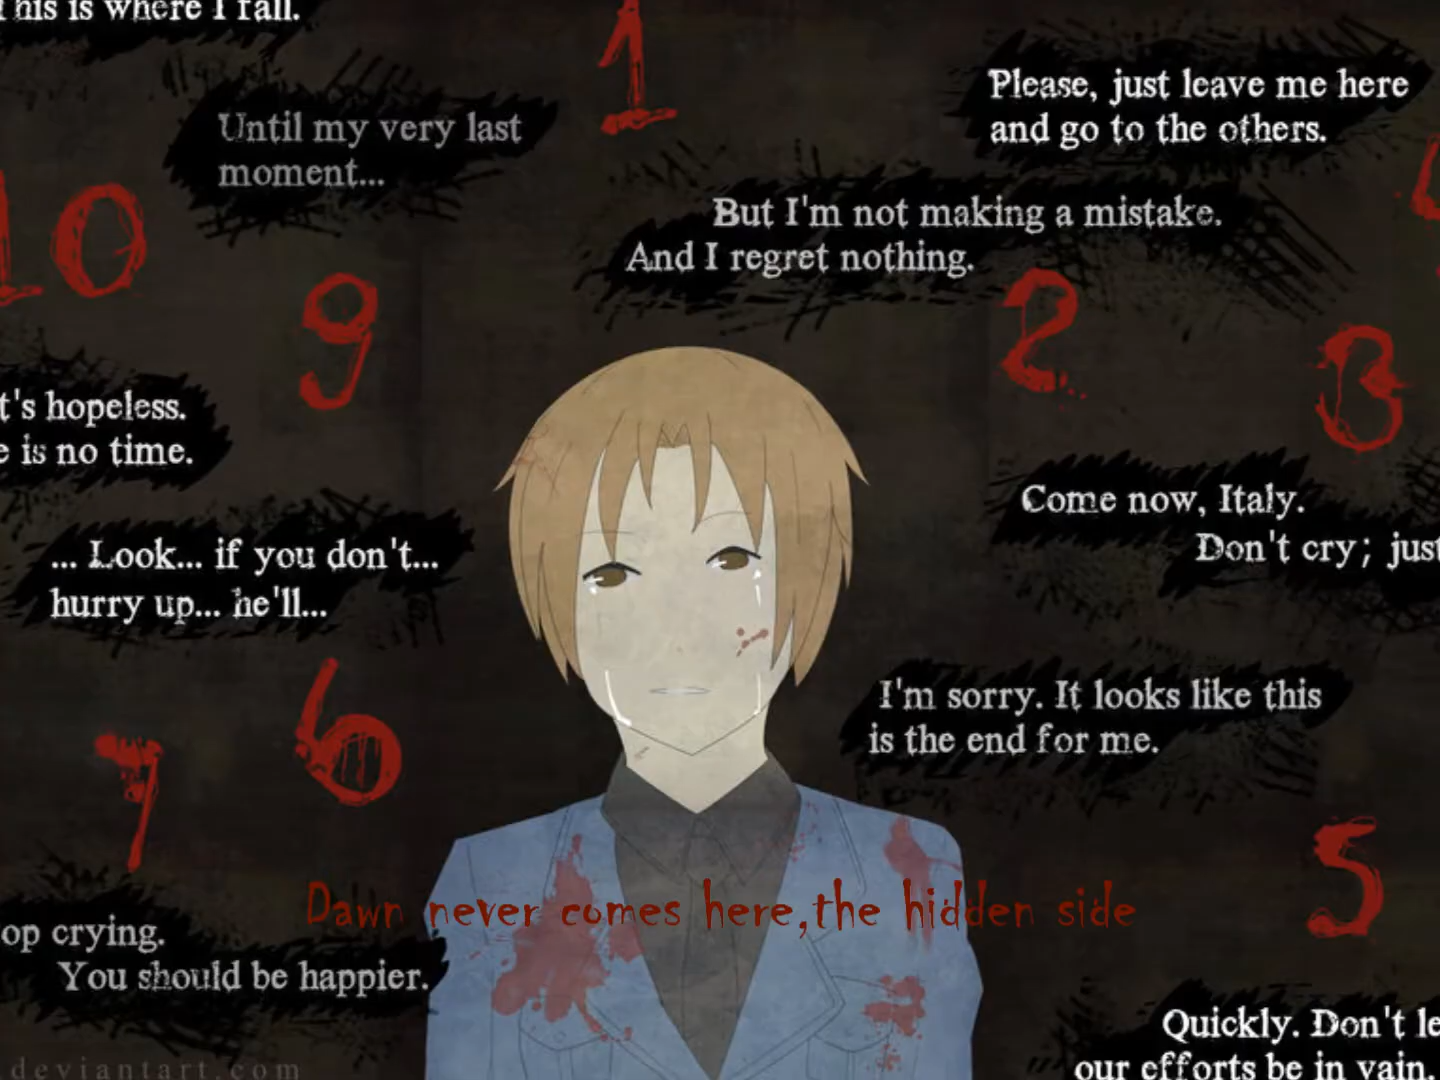 This is where I fall.
1
Please, just leave me here
and go to the others.
Until my very last
moment...
10
But I'm not making a mistake.
And I regret nothing.
9
2
3
t's hopeless.
e is no time.
Come now, Italy.
Don't cry; just
... Look... if you don't...
hurry up... he'll...
6
7
I'm sorry. It looks like this
is the end for me.
5
Dawn never comes here,the hidden side
op crying.
You should be happier.
Quickly. Don't le
our efforts be in vain.
.deviantart.com